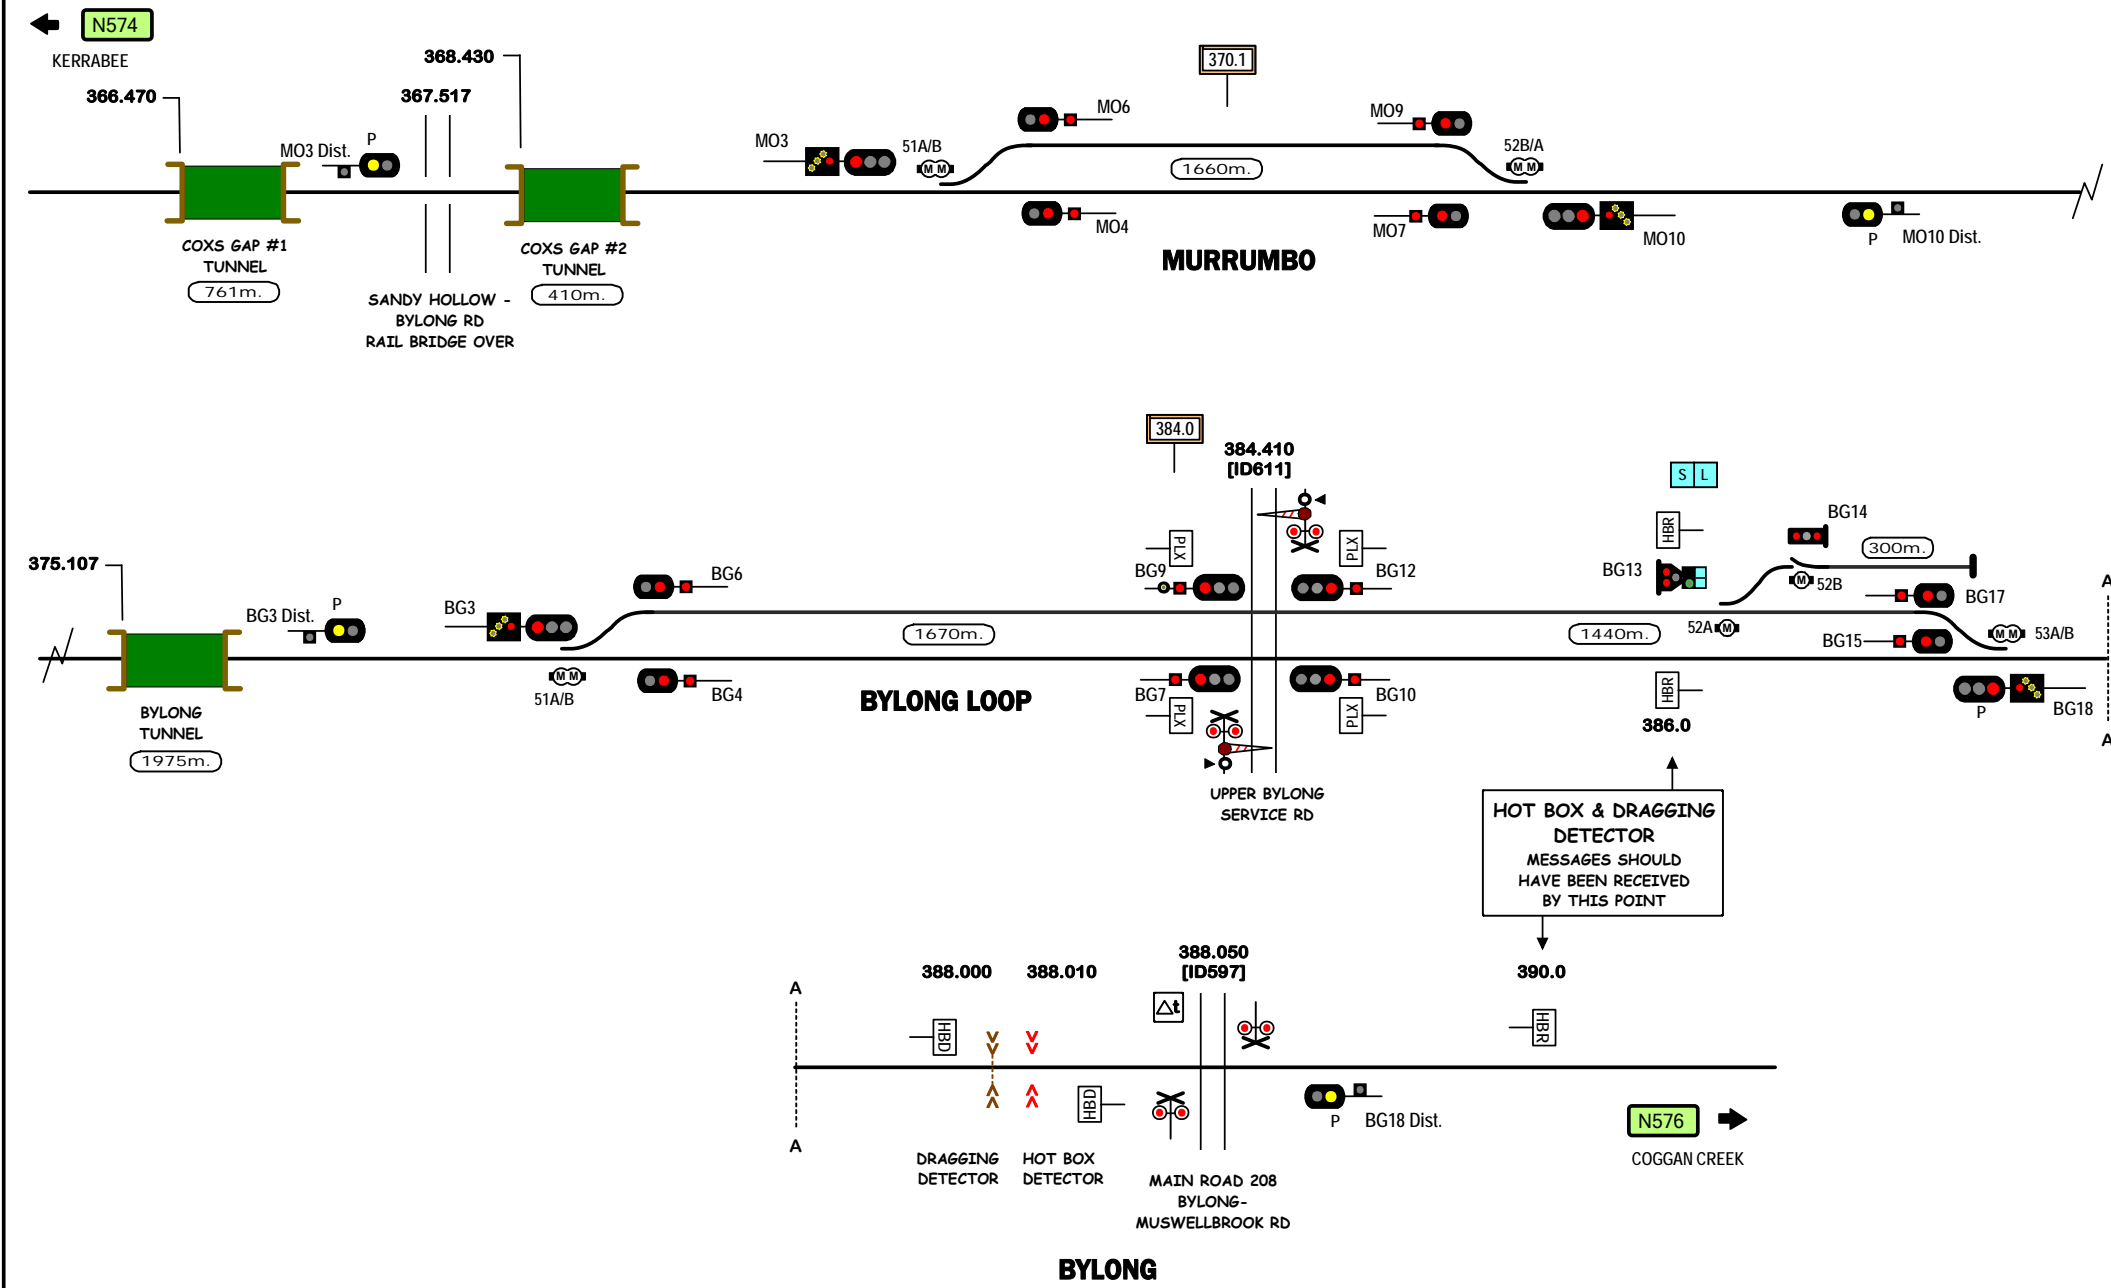 N574
KERRABEE
366.470
MO3 Dist.
P
367.517
368.430
COXS GAP #1
TUNNEL
761m.
SANDY HOLLOW -
BYLONG RD
RAIL BRIDGE OVER
COXS GAP #2
TUNNEL
410m.
MO3
51A/B
M M
MO6
MO4
370.1
1660m.
MURRUMBO
MO9
MO7
52B/A
M M
MO10
P
MO10 Dist.
375.107
BYLONG
TUNNEL
1975m.
BG3 Dist.
P
BG3
M M
51A/B
BG6
BG4
1670m.
BYLONG LOOP
384.0
384.410
[ID611]
PLX
PLX
BG9
BG12
BG7
BG10
PLX
PLX
UPPER BYLONG
SERVICE RD
S L
HBR
BG13
BG14
300m.
M 52B
BG17
1440m.
52A M
BG15
M M 53A/B
HBR
386.0
P
BG18
A
A
HOT BOX & DRAGGING
DETECTOR
MESSAGES SHOULD
HAVE BEEN RECEIVED
BY THIS POINT
A
A
388.000
388.010
388.050
[ID597]
390.0
HBD
HBD
Δt
HBR
P
BG18 Dist.
DRAGGING
DETECTOR
HOT BOX
DETECTOR
MAIN ROAD 208
BYLONG-
MUSWELLBROOK RD
N576
COGGAN CREEK
BYLONG